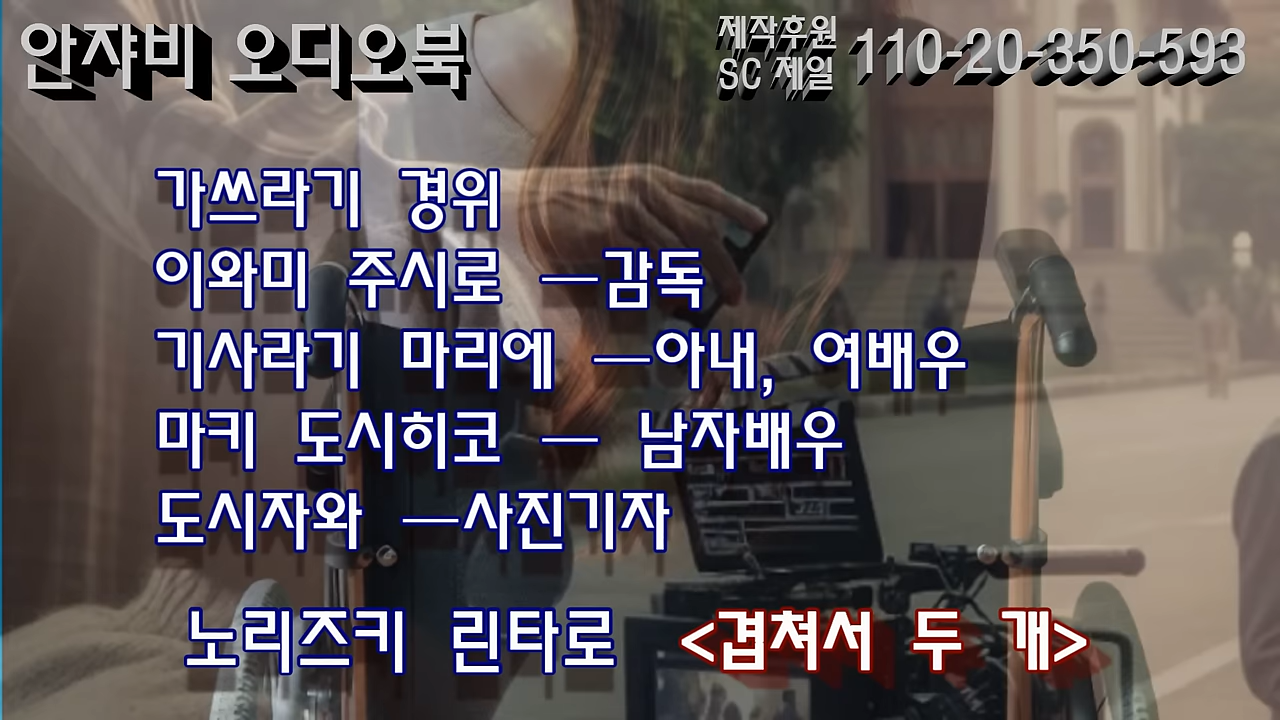 안쟈비 오디오북
제작후원
SC 제일 110-20-350-593
가쓰라기 경위
이와미 주시로 —감독
기사라기 마리에 —아내, 여배우
마키 도시히코 — 남자배우
도시자와 —사진기자
노리즈키 린타로 <겹쳐서 두 개>